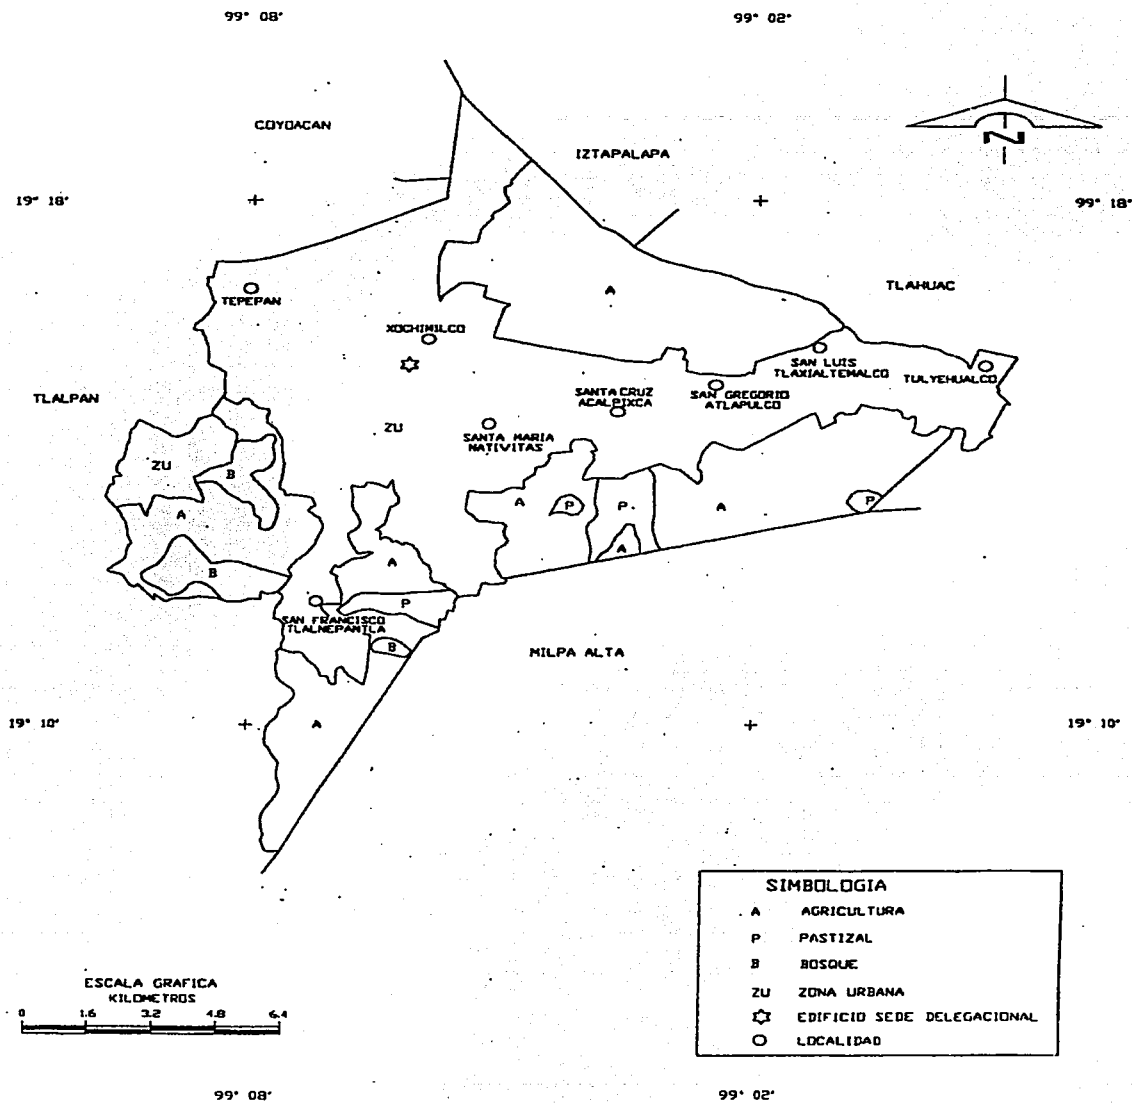 99° 08'
99° 02'
COYOACAN
IZTAPALAPA
N
19° 18'
99° 18'
A
TLAHUAC
TEPEPAN
XOCHIMILCO
SAN LUIS
TLAXIALTEMALCO
TULYEHUALCO
TLALPAN
SANTA CRUZ
ACALPIXCA
SAN GREGORIO
ATLAPULCO
ZU
SANTA MARIA
NATIVITAS
ZU
B
A
P
P
A
P
A
A
B
A
P
SAN FRANCISCO
TLALNEPANTLA
B
MILPA ALTA
19° 10'
A
19° 10'
SIMBOLOGIA
A AGRICULTURA
P PASTIZAL
B BOSQUE
ZU ZONA URBANA
EDIFICIO SEDE DELEGACIONAL
LOCALIDAD
ESCALA GRAFICA
KILOMETROS
0 1.6 3.2 4.8 6.4
99° 08'
99° 02'